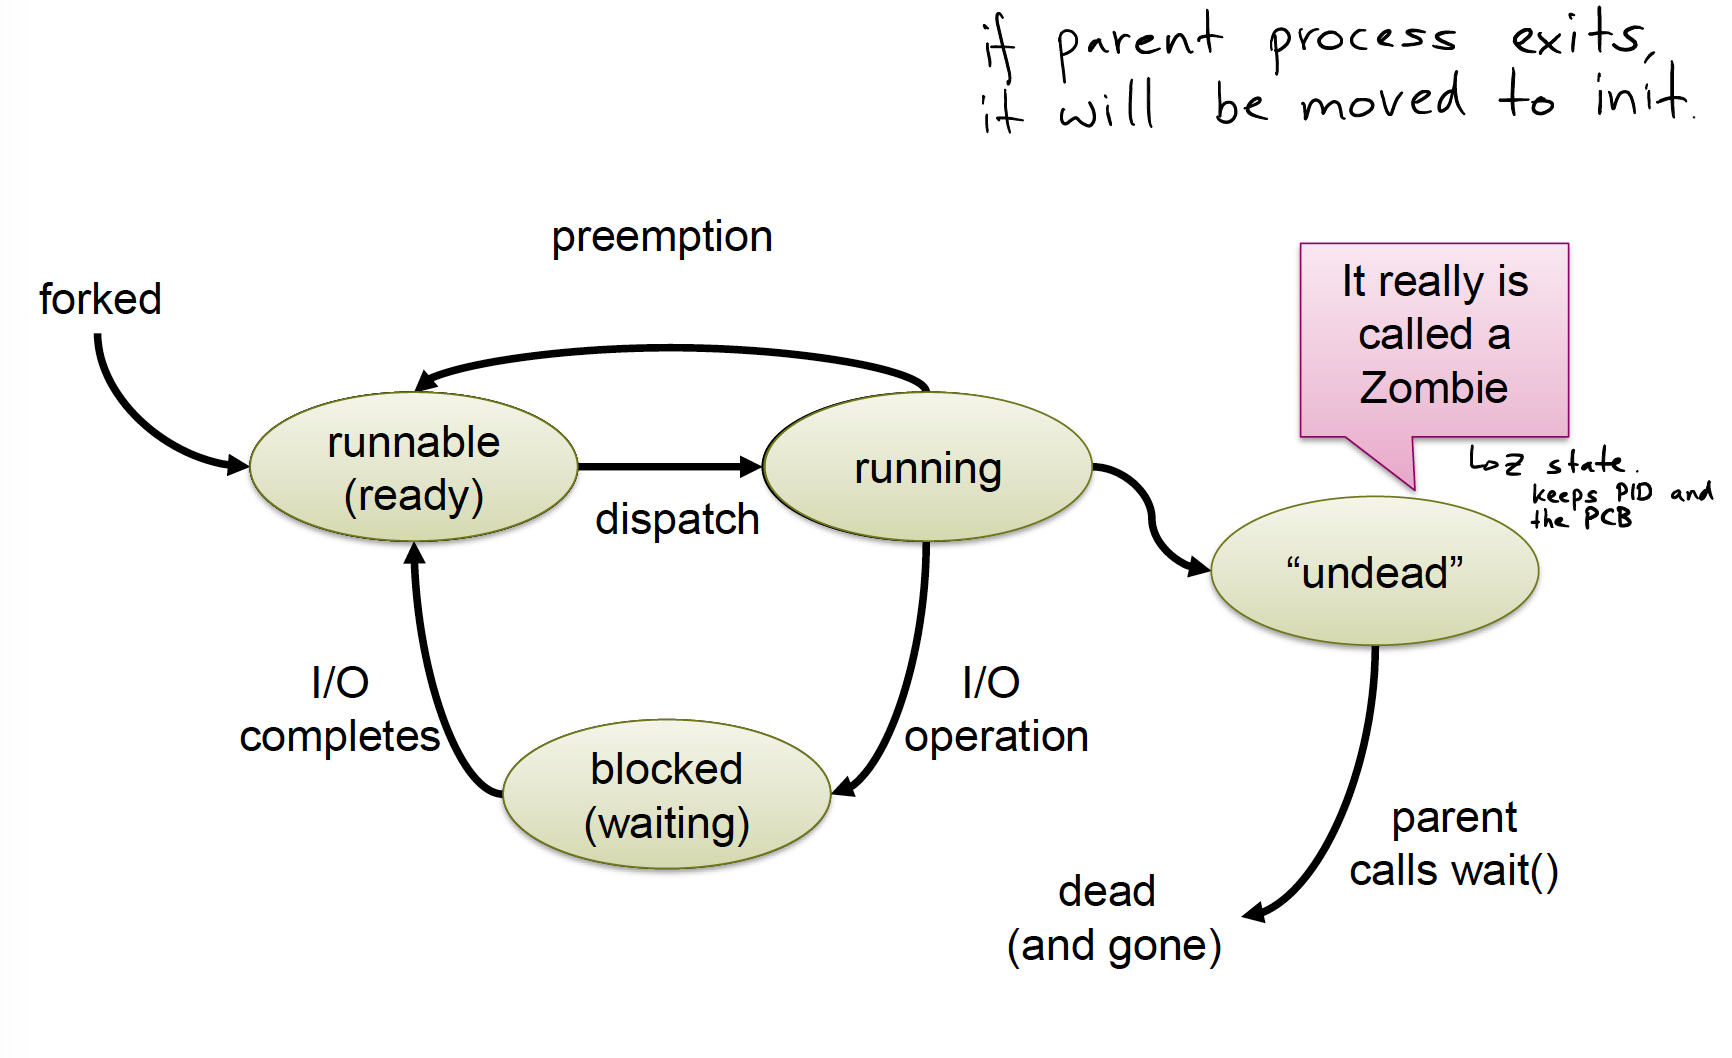 if parent process exits,
it will be moved to init.
preemption
forked
It really is
called a
Zombie
runnable
(ready)
running
dispatch
Z state.
keeps PID and
the PCB
“undead”
I/O
completes
I/O
operation
blocked
(waiting)
parent
calls wait()
dead
(and gone)